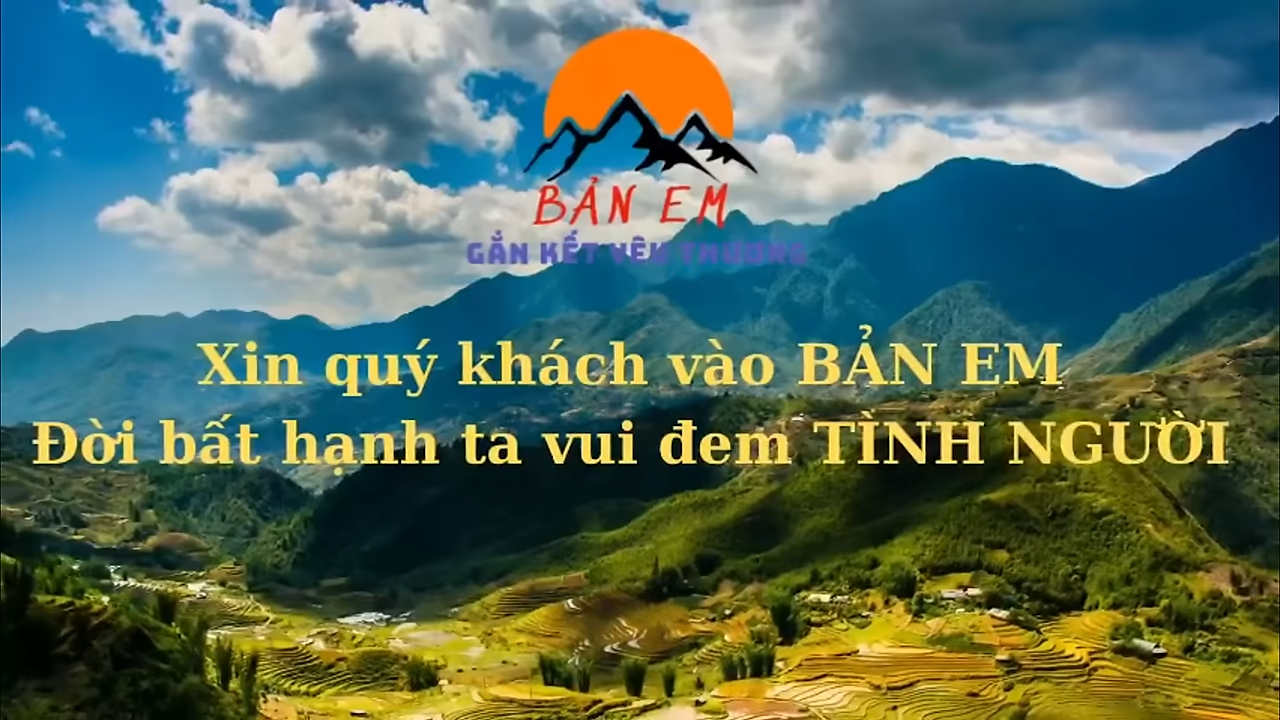 BẢN EM
GẮN KẾT YÊU THƯƠNG
Xin quý khách vào BẢN EM
Đời bất hạnh ta vui đem TÌNH NGƯỜI